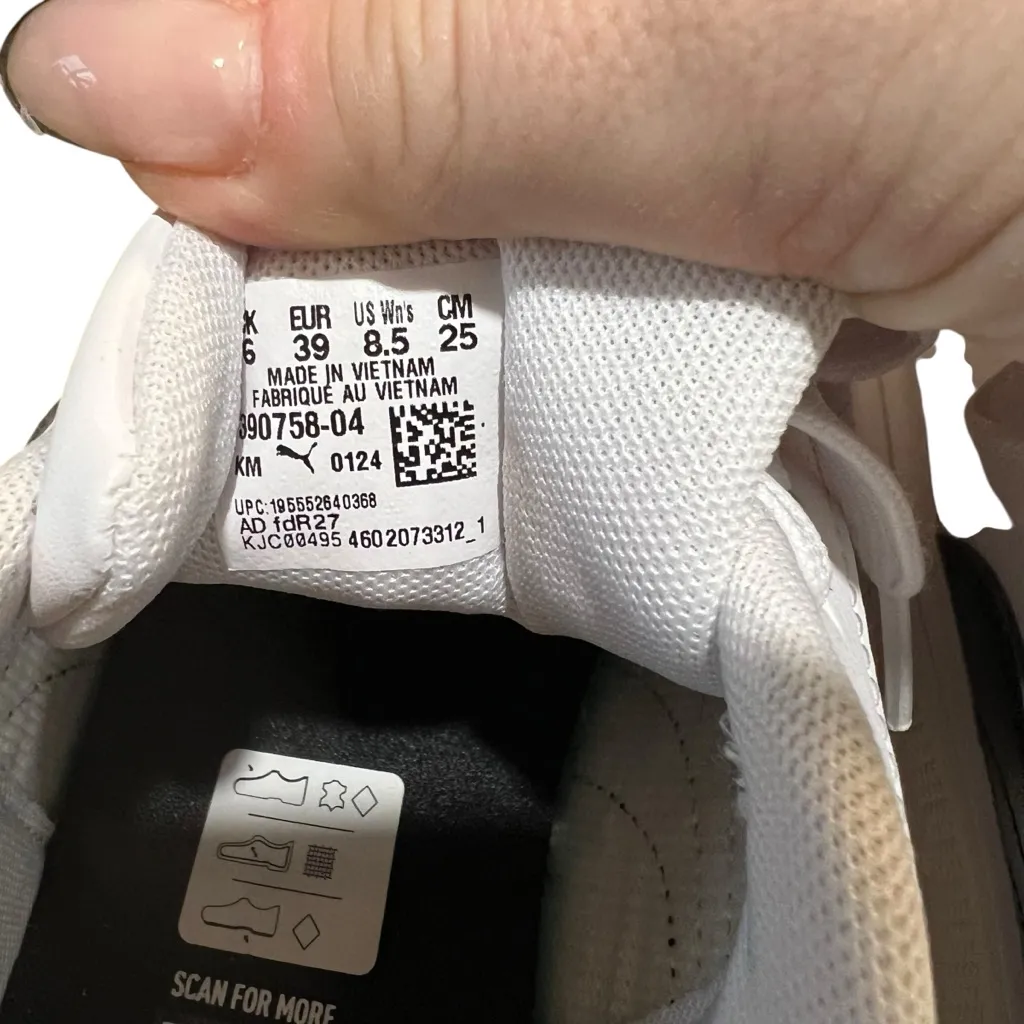 K EUR US Wn's CM
6 39 8.5 25
MADE IN VIETNAM
FABRIQUÉ AU VIETNAM
390758-04
KM 0124
UPC:195552640368
AD fdR27
KJC00495 4602073312_1
SCAN FOR MORE